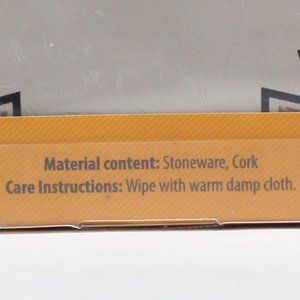 Material content: Stoneware, Cork
Care Instructions: Wipe with warm damp cloth.